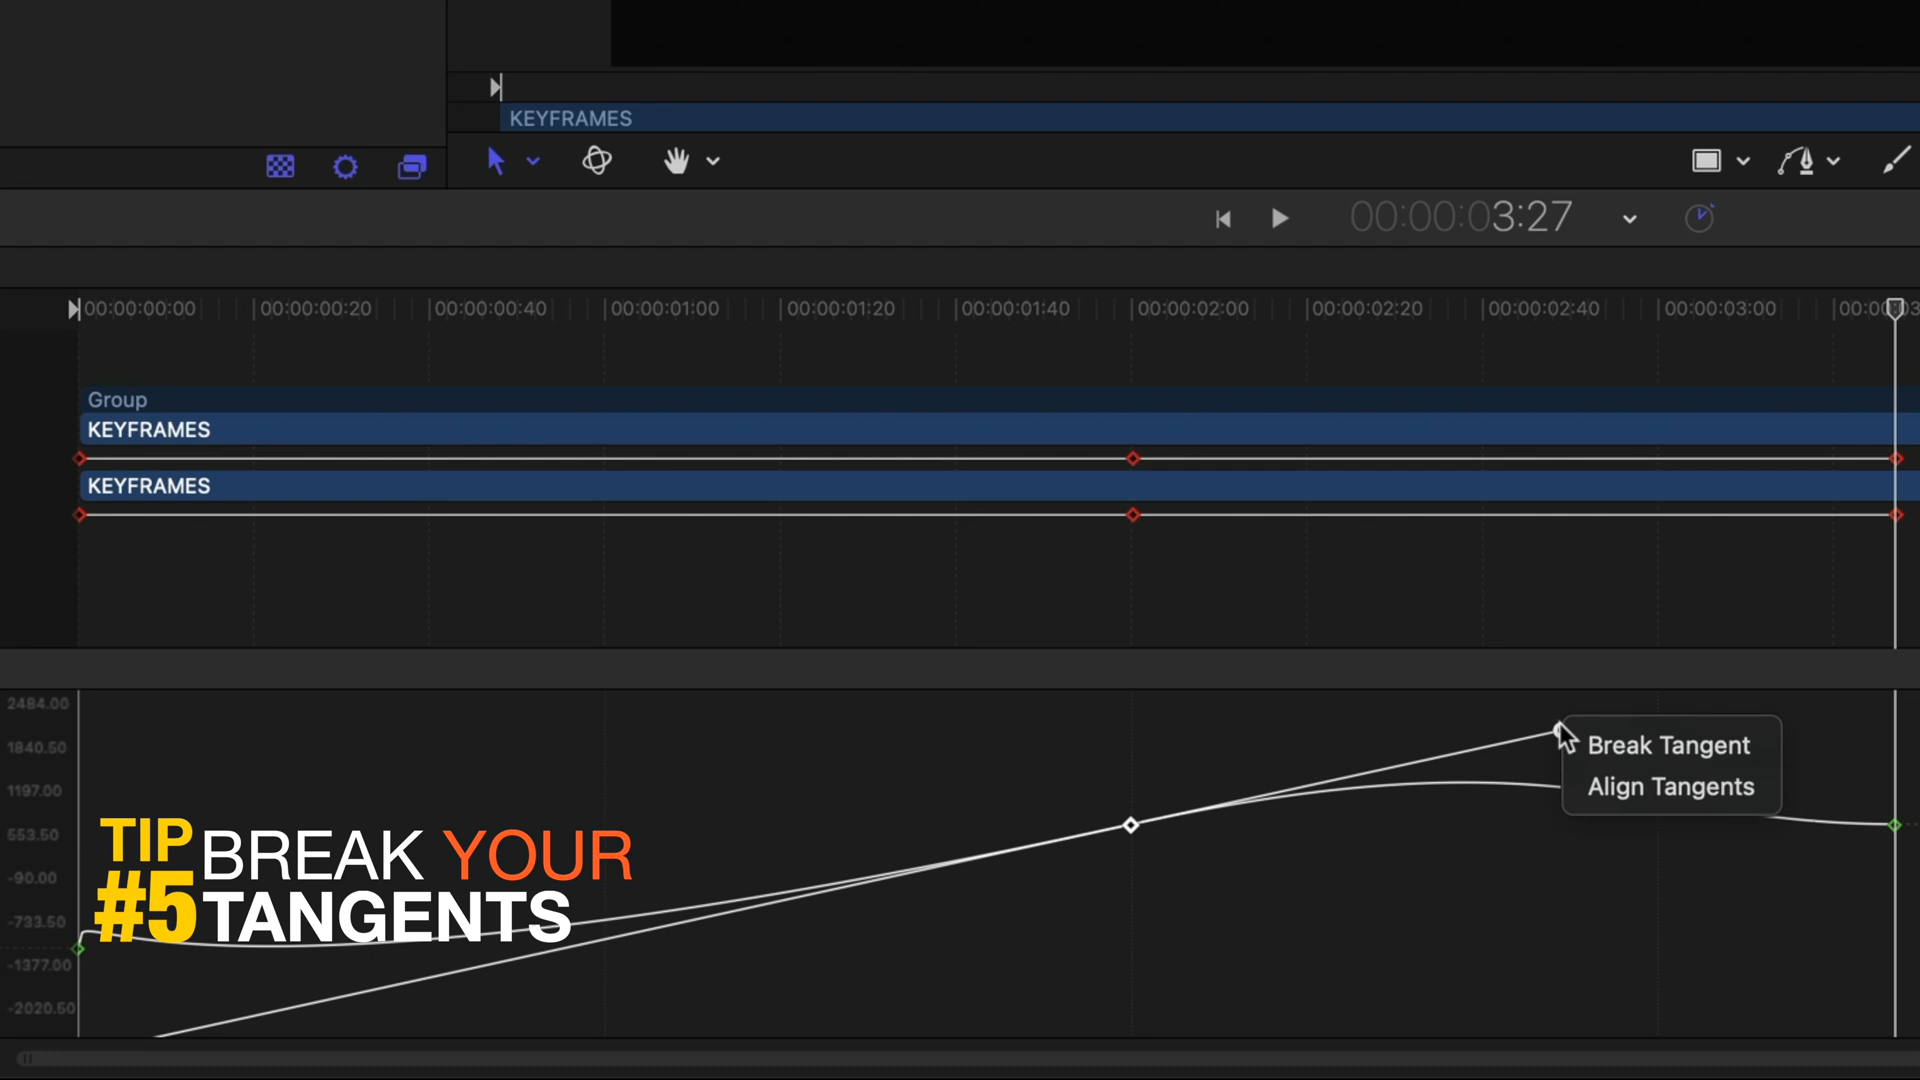 KEYFRAMES
00:00:03:27
00:00:00:00 00:00:00:20 00:00:00:40 00:00:01:00 00:00:01:20 00:00:01:40 00:00:02:00 00:00:02:20 00:00:02:40 00:00:03:00
Group
KEYFRAMES
KEYFRAMES
2484.00
1840.50
1197.00
553.50
-90.00
-733.50
-1377.00
-2020.50
Break Tangent
Align Tangents
TIP
#5
BREAK YOUR
TANGENTS